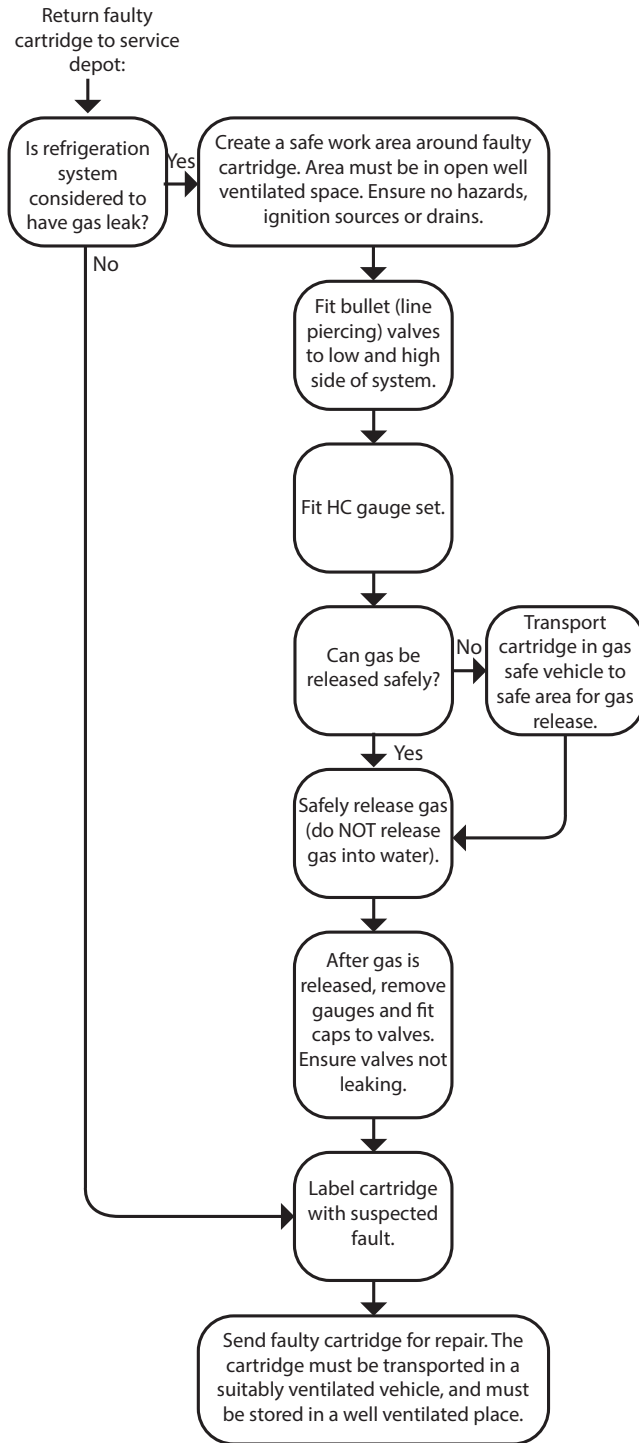 Return faulty
cartridge to service
depot:
Is refrigeration
system
considered to
have gas leak?
Yes
Create a safe work area around faulty
cartridge. Area must be in open well
ventilated space. Ensure no hazards,
ignition sources or drains.
No
Fit bullet (line
piercing) valves
to low and high
side of system.
Fit HC gauge set.
Can gas be
released safely?
No
Transport
cartridge in gas
safe vehicle to
safe area for gas
release.
Yes
Safely release gas
(do NOT release
gas into water).
After gas is
released, remove
gauges and fit
caps to valves.
Ensure valves not
leaking.
Label cartridge
with suspected
fault.
Send faulty cartridge for repair. The
cartridge must be transported in a
suitably ventilated vehicle, and must
be stored in a well ventilated place.